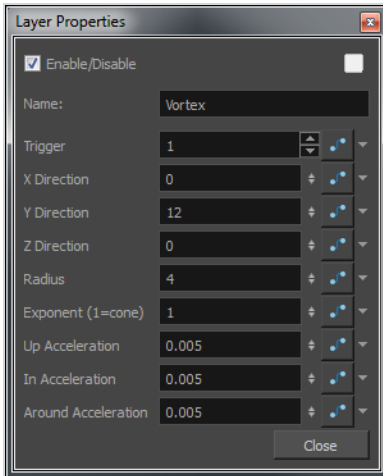 Layer Properties
Enable/Disable
Name: Vortex
Trigger 1
X Direction 0
Y Direction 12
Z Direction 0
Radius 4
Exponent (1=cone) 1
Up Acceleration 0.005
In Acceleration 0.005
Around Acceleration 0.005
Close